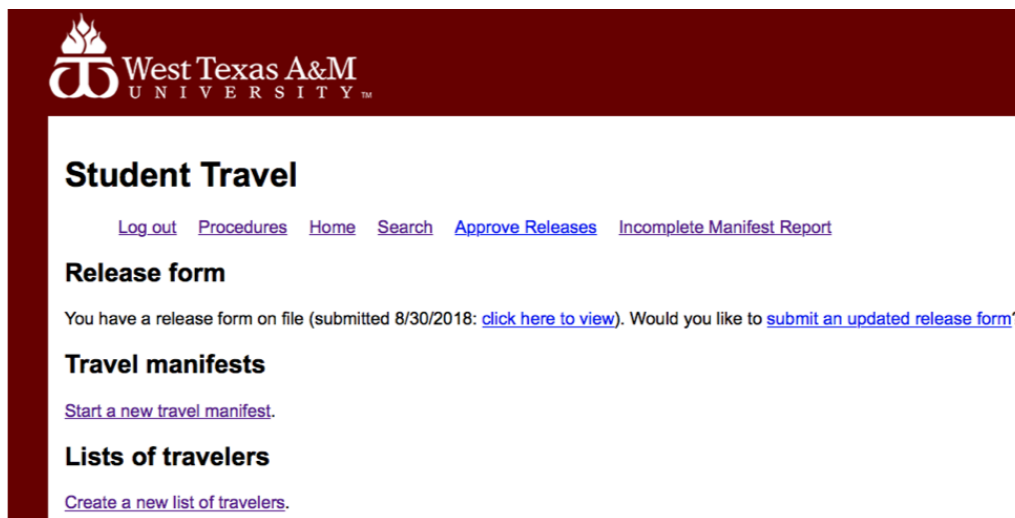 West Texas A&M
UNIVERSITY™
Student Travel
Log out Procedures Home Search Approve Releases Incomplete Manifest Report
Release form
You have a release form on file (submitted 8/30/2018: click here to view). Would you like to submit an updated release form?
Travel manifests
Start a new travel manifest.
Lists of travelers
Create a new list of travelers.